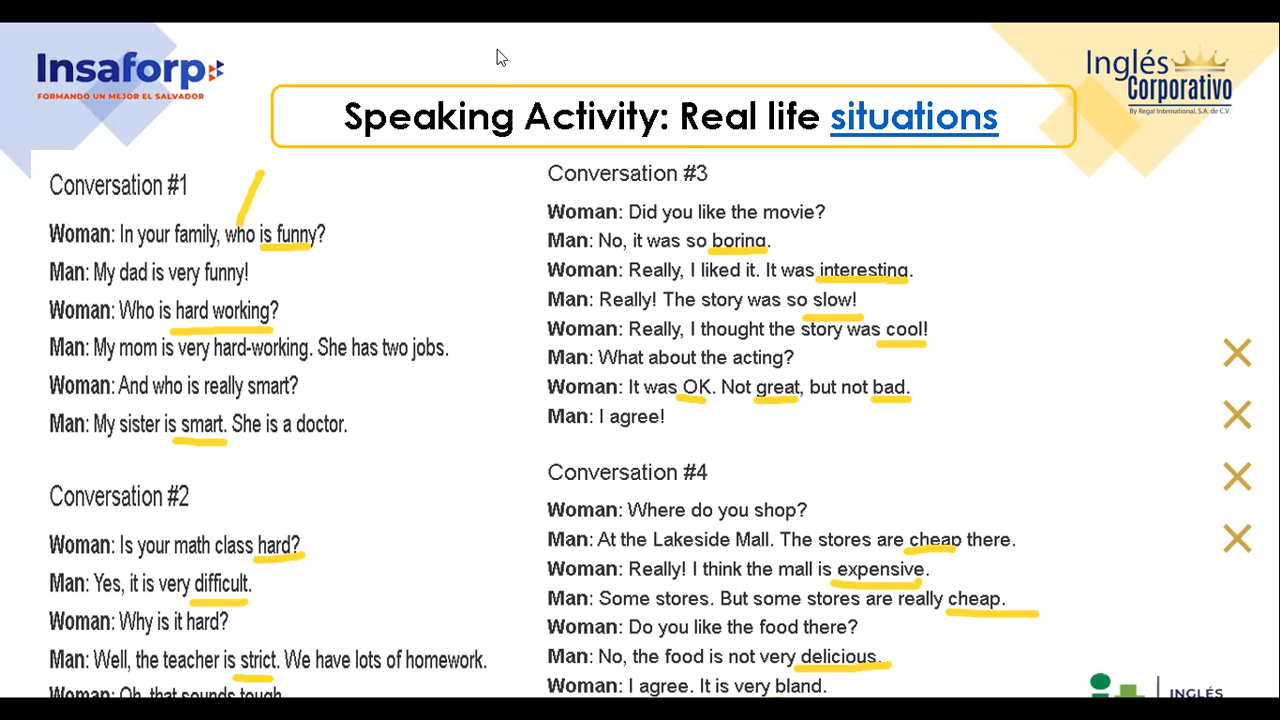 Insaforp
FORMANDO UN MEJOR EL SALVADOR
Inglés
Corporativo
By Regal International, S.A. de C.V.
Speaking Activity: Real life situations
Conversation #1
Woman: In your family, who is funny?
Man: My dad is very funny!
Woman: Who is hard working?
Man: My mom is very hard-working. She has two jobs.
Woman: And who is really smart?
Man: My sister is smart. She is a doctor.
Conversation #2
Woman: Is your math class hard?
Man: Yes, it is very difficult.
Woman: Why is it hard?
Man: Well, the teacher is strict. We have lots of homework.
Woman: Oh, that sounds tough.
Conversation #3
Woman: Did you like the movie?
Man: No, it was so boring.
Woman: Really, I liked it. It was interesting.
Man: Really! The story was so slow!
Woman: Really, I thought the story was cool!
Man: What about the acting?
Woman: It was OK. Not great, but not bad.
Man: I agree!
Conversation #4
Woman: Where do you shop?
Man: At the Lakeside Mall. The stores are cheap there.
Woman: Really! I think the mall is expensive.
Man: Some stores. But some stores are really cheap.
Woman: Do you like the food there?
Man: No, the food is not very delicious.
Woman: I agree. It is very bland.
INGLÉS